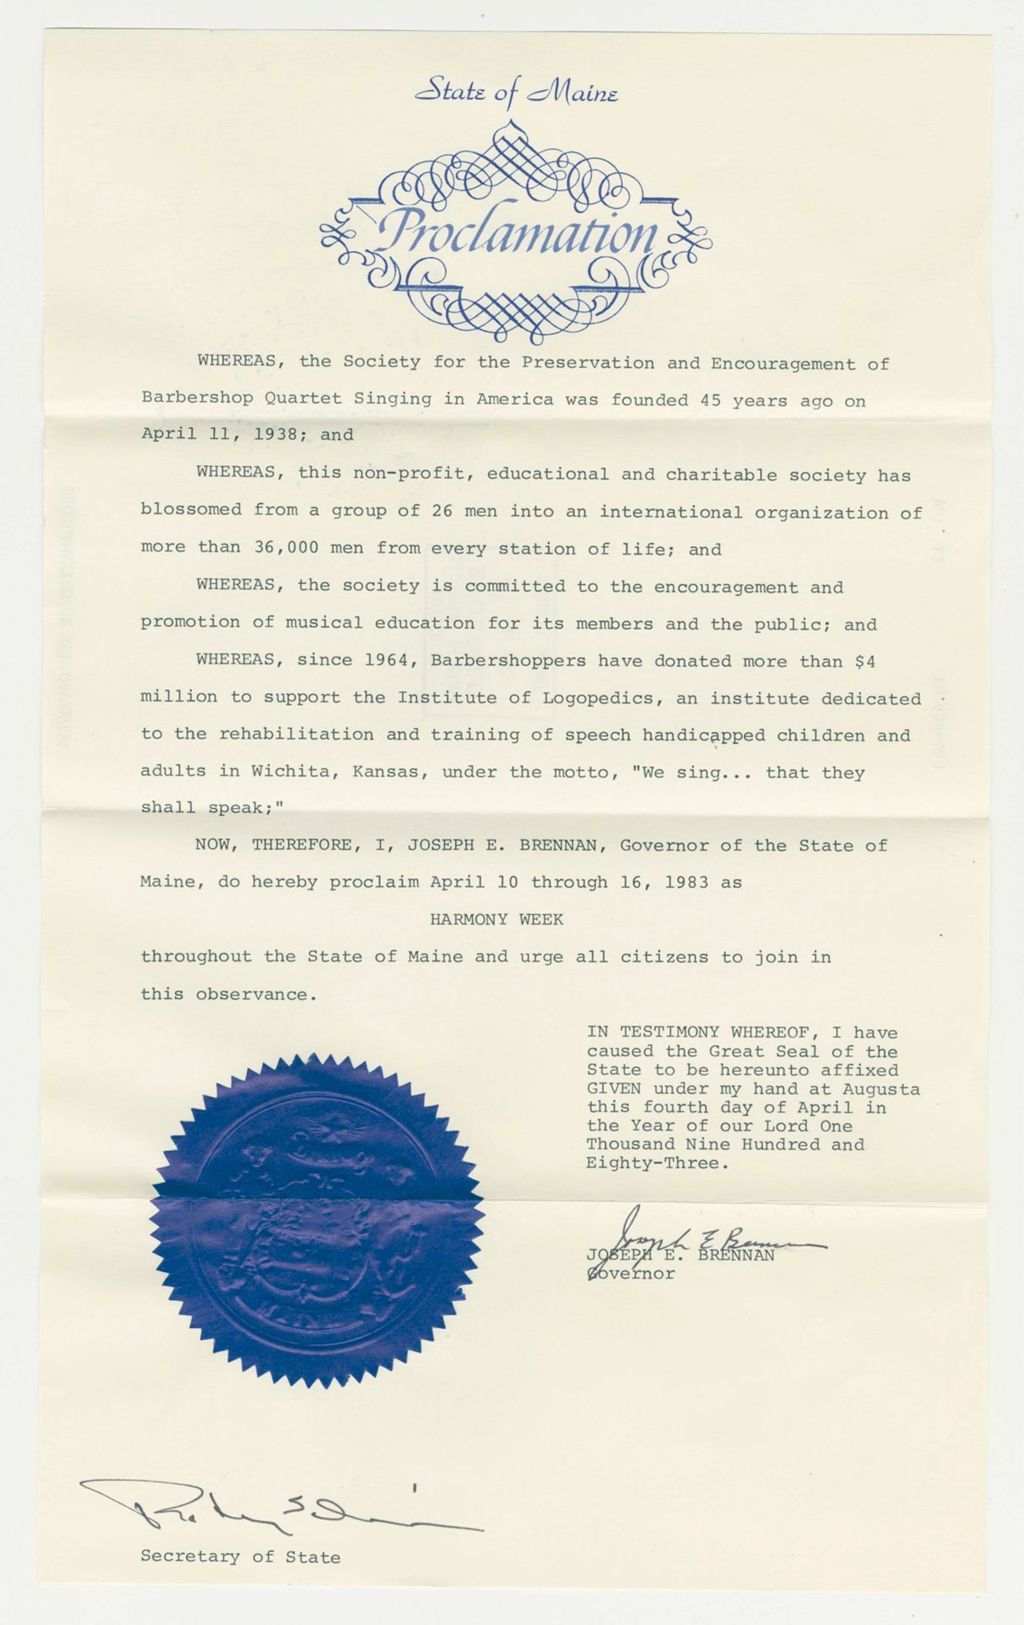 State of Maine
Proclamation
WHEREAS, the Society for the Preservation and Encouragement of
Barbershop Quartet Singing in America was founded 45 years ago on
April 11, 1938; and
WHEREAS, this non-profit, educational and charitable society has
blossomed from a group of 26 men into an international organization of
more than 36,000 men from every station of life; and
WHEREAS, the society is committed to the encouragement and
promotion of musical education for its members and the public; and
WHEREAS, since 1964, Barbershoppers have donated more than $4
million to support the Institute of Logopedics, an institute dedicated
to the rehabilitation and training of speech handicapped children and
adults in Wichita, Kansas, under the motto, "We sing... that they
shall speak;"
NOW, THEREFORE, I, JOSEPH E. BRENNAN, Governor of the State of
Maine, do hereby proclaim April 10 through 16, 1983 as
HARMONY WEEK
throughout the State of Maine and urge all citizens to join in
this observance.
IN TESTIMONY WHEREOF, I have
caused the Great Seal of the
State to be hereunto affixed
GIVEN under my hand at Augusta
this fourth day of April in
the Year of our Lord One
Thousand Nine Hundred and
Eighty-Three.
Joseph E Brennan
JOSEPH E. BRENNAN
Governor
Secretary of State